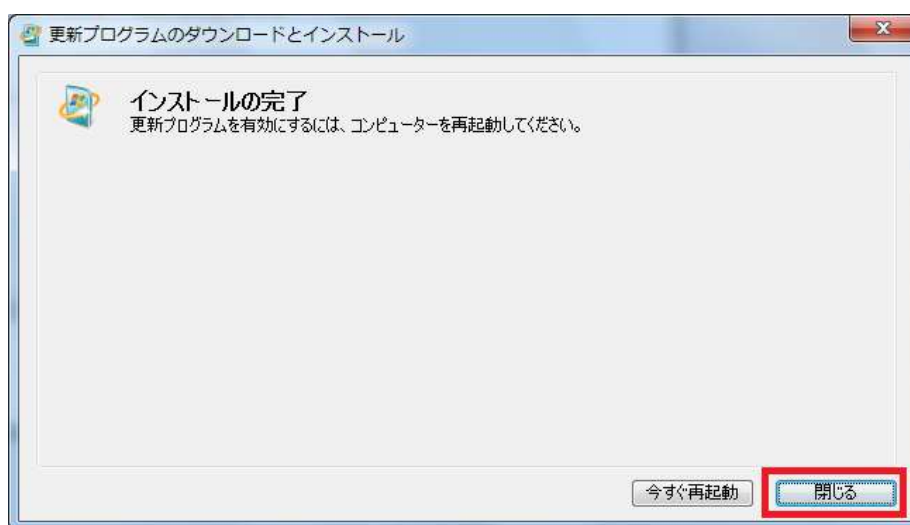 更新プログラムのダウンロードとインストール
インストールの完了
更新プログラムを有効にするには、コンピューターを再起動してください。
今すぐ再起動
閉じる